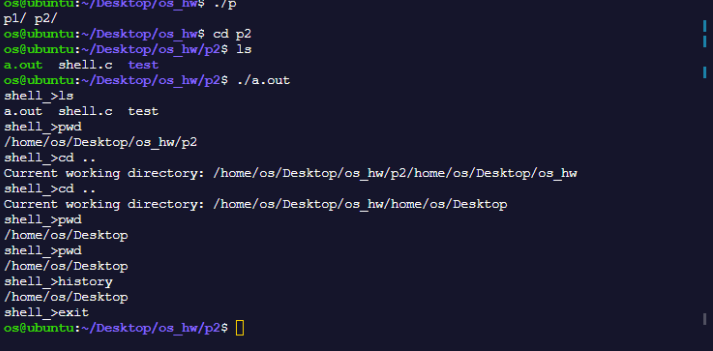 os@ubuntu:~/Desktop/os_hw$ ./p
p1/ p2/
os@ubuntu:~/Desktop/os_hw$ cd p2
os@ubuntu:~/Desktop/os_hw/p2$ ls
a.out  shell.c  test
os@ubuntu:~/Desktop/os_hw/p2$ ./a.out
shell_>ls
a.out  shell.c  test
shell_>pwd
/home/os/Desktop/os_hw/p2
shell_>cd ..
Current working directory: /home/os/Desktop/os_hw/p2/home/os/Desktop/os_hw
shell_>cd ..
Current working directory: /home/os/Desktop/os_hw/home/os/Desktop
shell_>pwd
/home/os/Desktop
shell_>pwd
/home/os/Desktop
shell_>history
/home/os/Desktop
shell_>exit
os@ubuntu:~/Desktop/os_hw/p2$